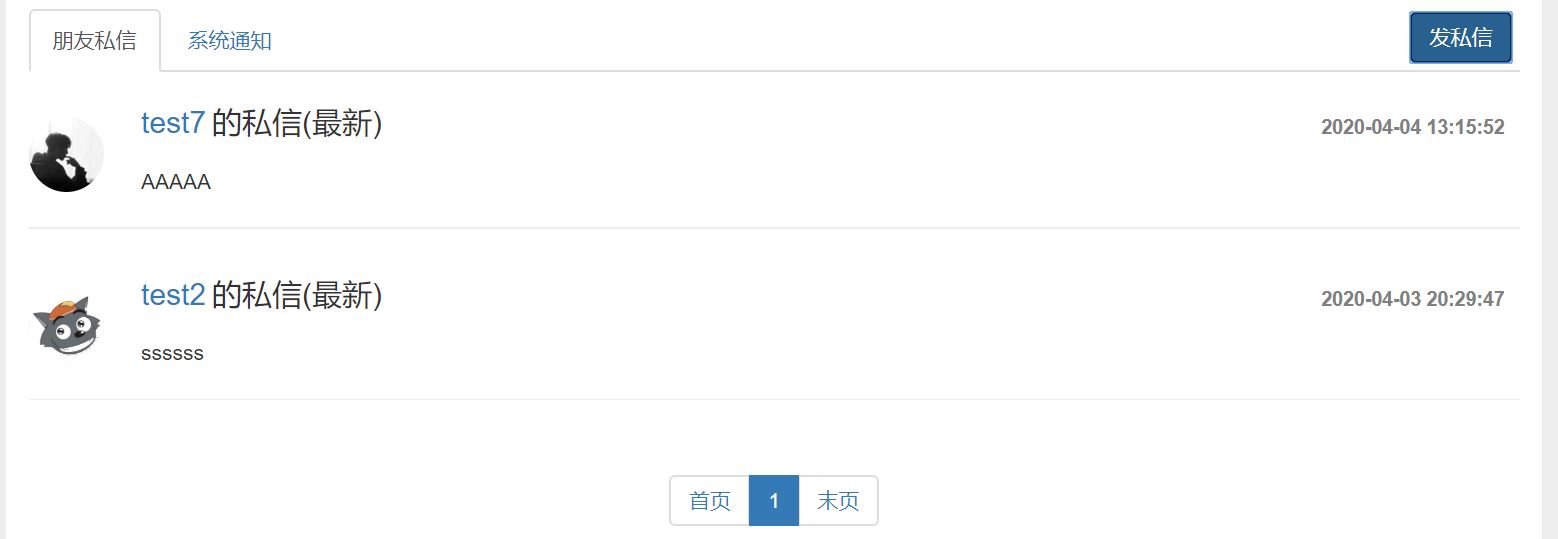 朋友私信 系统通知 发私信
test7 的私信(最新) 2020-04-04 13:15:52
AAAAA
test2 的私信(最新) 2020-04-03 20:29:47
ssssss
首页 1 末页